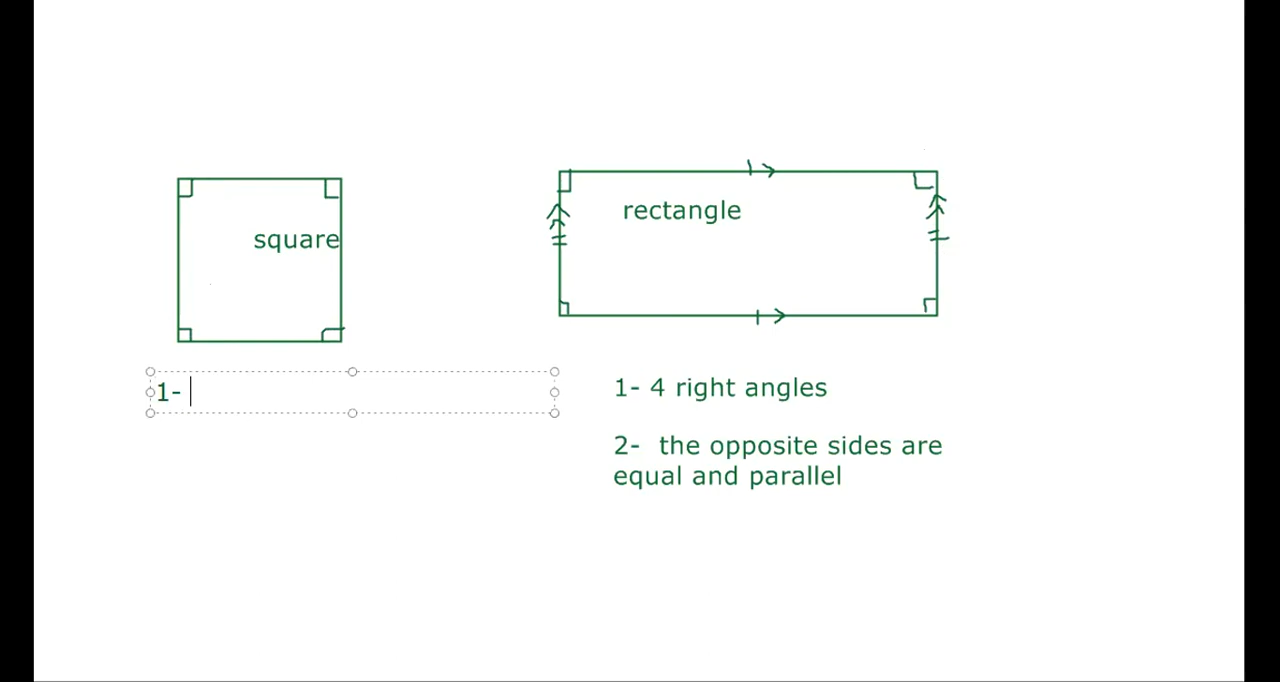 square
rectangle
1-
1- 4 right angles
2-  the opposite sides are
equal and parallel